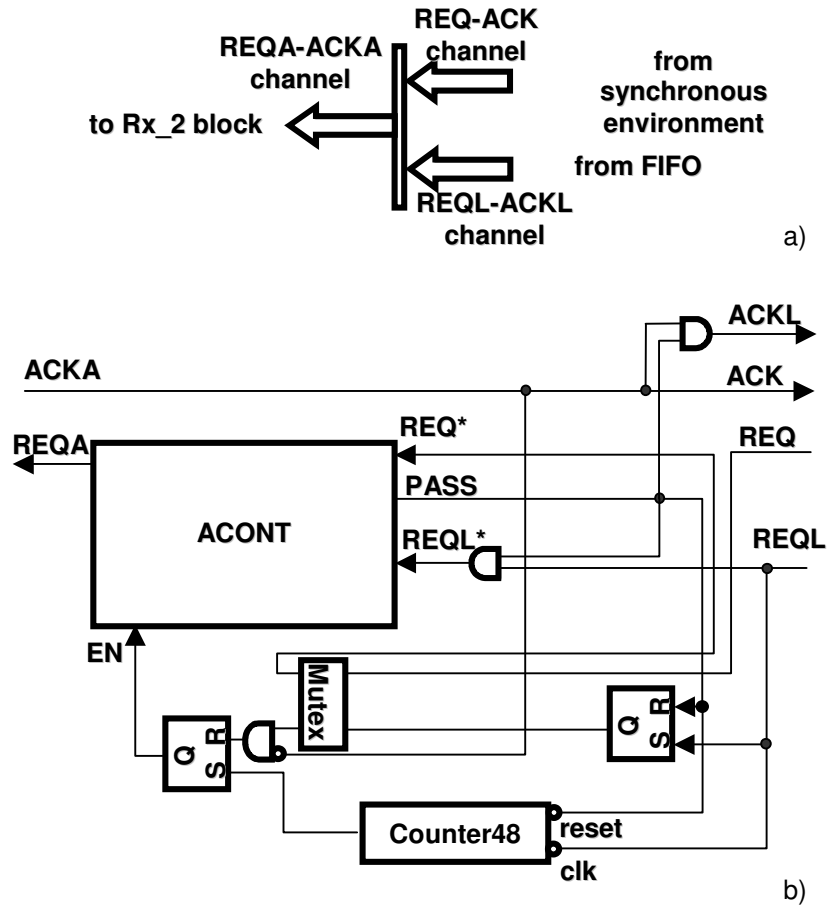 REQ-ACK
channel
REQA-ACKA
channel
from
synchronous
environment
to Rx_2 block
from FIFO
REQL-ACKL
channel
a)
ACKL
ACKA
ACK
REQA
REQ*
REQ
PASS
ACONT
REQL*
REQL
EN
Mutex
R
Q
S
R
Q
S
Counter48
reset
clk
b)